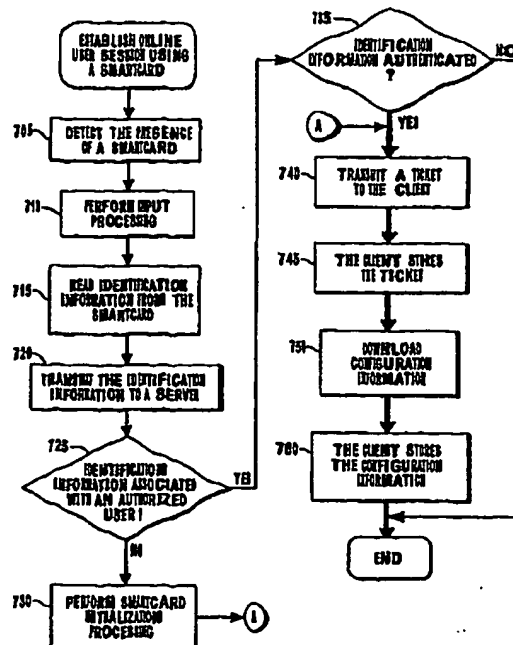 ESTABLISH ONLINE
USER SESSION USING
A SMARTCARD
705
DETECT THE PRESENCE
OF A SMARTCARD
710
PERFORM INPUT
PROCESSING
715
READ IDENTIFICATION
INFORMATION FROM THE
SMARTCARD
720
TRANSMIT THE IDENTIFICATION
INFORMATION TO A SERVER
725
IDENTIFICATION
INFORMATION ASSOCIATED
WITH AN AUTHORIZED
USER?
YES
NO
730
PERFORM SMARTCARD
INITIALIZATION
PROCESSING
A
735
IDENTIFICATION
INFORMATION AUTHENTICATED
?
NO
A
YES
740
TRANSMIT A TICKET
TO THE CLIENT
745
THE CLIENT STORES
THE TICKET
751
DOWNLOAD
CONFIGURATION
INFORMATION
760
THE CLIENT STORES
THE CONFIGURATION
INFORMATION
END